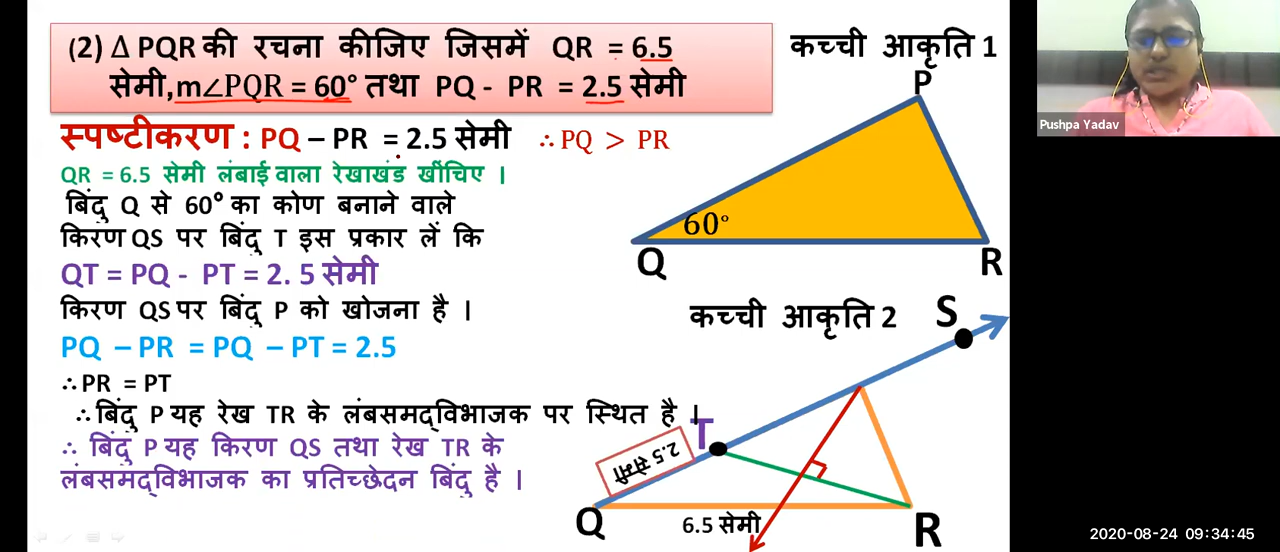 (2) Δ PQR की रचना कीजिए जिसमें QR = 6.5
सेमी,m∠PQR = 60° तथा PQ - PR = 2.5 सेमी
स्पष्टीकरण : PQ – PR = 2.5 सेमी ∴ PQ > PR
QR = 6.5 सेमी लंबाई वाला रेखाखंड खींचिए ।
बिंदु Q से 60° का कोण बनाने वाले
किरण QS पर बिंदु T इस प्रकार लें कि
QT = PQ - PT = 2. 5 सेमी
किरण QS पर बिंदु P को खोजना है ।
PQ – PR = PQ – PT = 2.5
∴ PR = PT
∴ बिंदु P यह रेख TR के लंबसमद्विभाजक पर स्थित है ।
∴ बिंदु P यह किरण QS तथा रेख TR के
लंबसमद्विभाजक का प्रतिच्छेदन बिंदु है ।
कच्ची आकृति 1
P
60°
Q
R
कच्ची आकृति 2
S
T
2.5 सेमी
Q
6.5 सेमी
R
Pushpa Yadav
2020-08-24 09:34:45